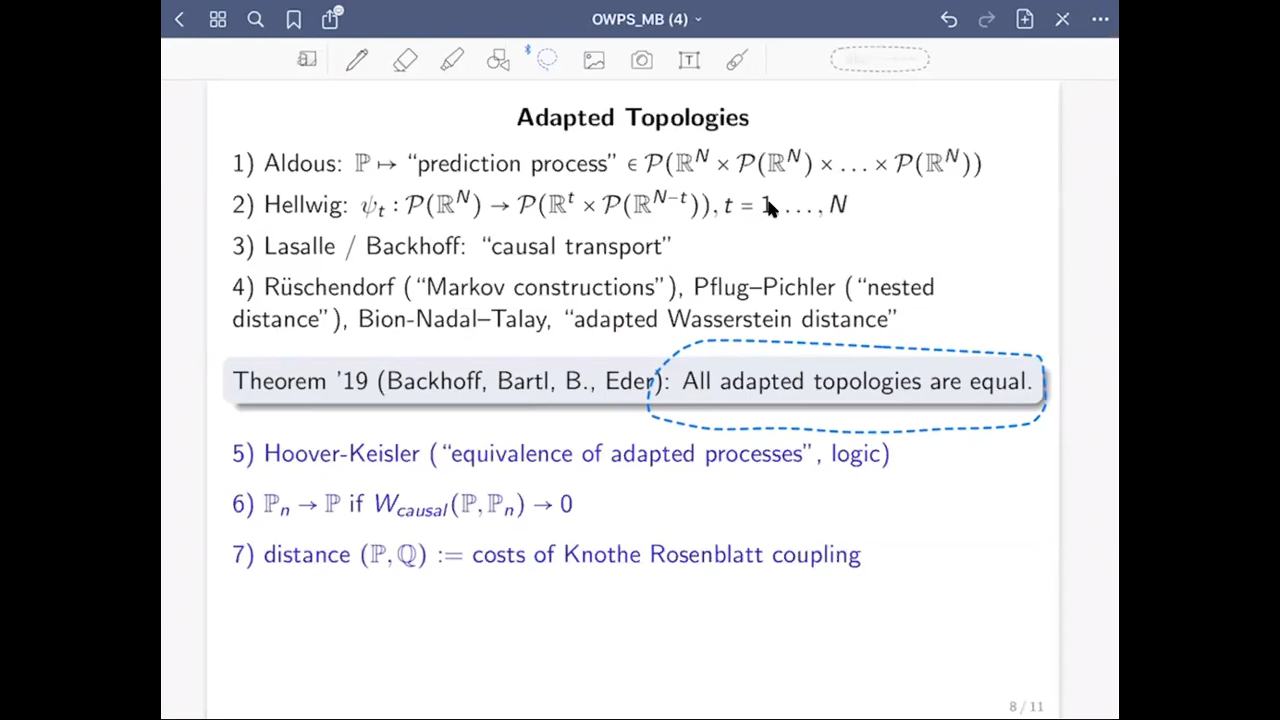 OWPS_MB (4)
Adapted Topologies
1) Aldous: ℙ ↦ “prediction process” ∈ 𝒫(ℝ^N × 𝒫(ℝ^N) × … × 𝒫(ℝ^N))
2) Hellwig: ψ_t : 𝒫(ℝ^N) → 𝒫(ℝ^t × 𝒫(ℝ^{N−t})), t = 1, …, N
3) Lasalle / Backhoff: “causal transport”
4) Rüschendorf (“Markov constructions”), Pflug–Pichler (“nested
distance”), Bion-Nadal–Talay, “adapted Wasserstein distance”
Theorem ’19 (Backhoff, Bartl, B., Eder): All adapted topologies are equal.
5) Hoover-Keisler (“equivalence of adapted processes”, logic)
6) ℙ_n → ℙ if W_causal(ℙ, ℙ_n) → 0
7) distance (ℙ, ℚ) := costs of Knothe Rosenblatt coupling
8 / 11